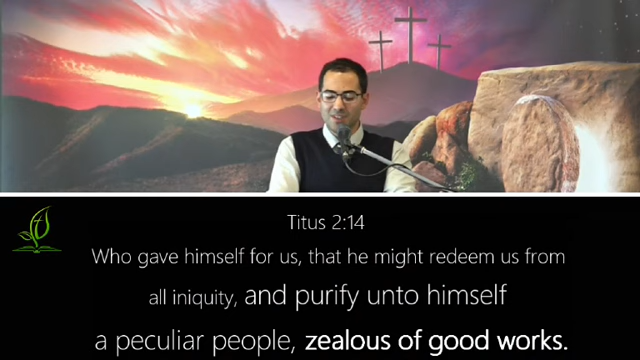 Titus 2:14
Who gave himself for us, that he might redeem us from
all iniquity, and purify unto himself
a peculiar people, zealous of good works.